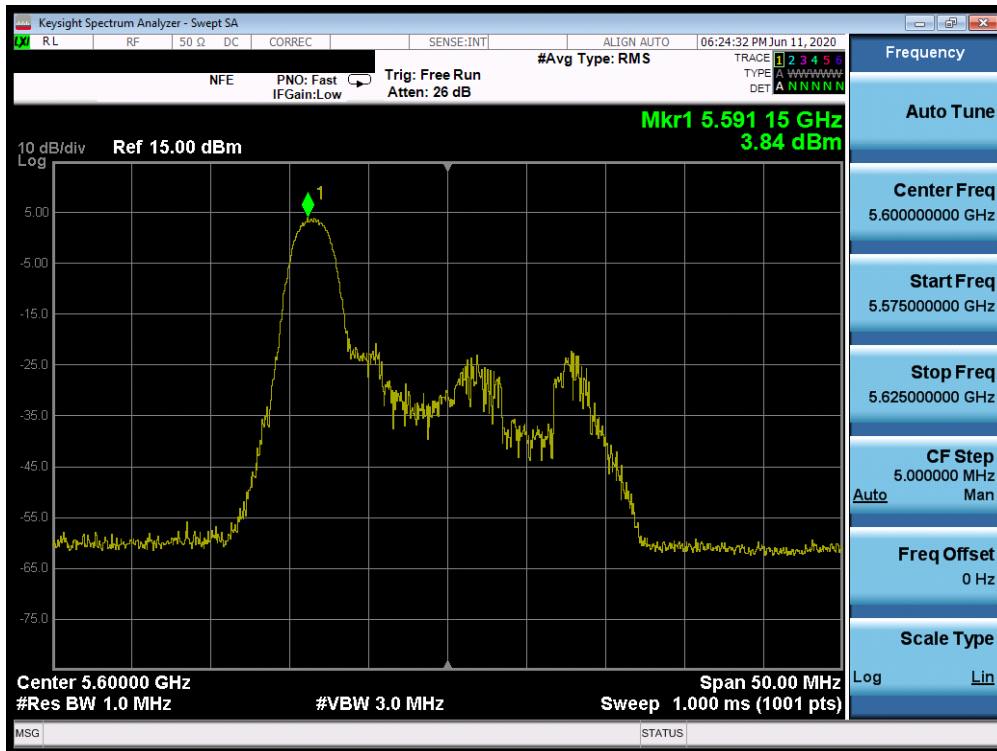 Keysight Spectrum Analyzer - Swept SA
LXI RL RF 50 Ω DC CORREC SENSE:INT ALIGN AUTO 06:24:32 PM Jun 11, 2020
NFE PNO: Fast Trig: Free Run #Avg Type: RMS TRACE 1 2 3 4 5 6
IFGain:Low Atten: 26 dB TYPE A WWWWW
DET A N N N N N
Mkr1 5.591 15 GHz
3.84 dBm
10 dB/div Ref 15.00 dBm
Log
1
5.00
-5.00
-15.0
-25.0
-35.0
-45.0
-55.0
-65.0
-75.0
Center 5.60000 GHz Span 50.00 MHz
#Res BW 1.0 MHz #VBW 3.0 MHz Sweep 1.000 ms (1001 pts)
MSG STATUS
Frequency
Auto Tune
Center Freq
5.600000000 GHz
Start Freq
5.575000000 GHz
Stop Freq
5.625000000 GHz
CF Step
5.000000 MHz
Auto Man
Freq Offset
0 Hz
Scale Type
Log Lin